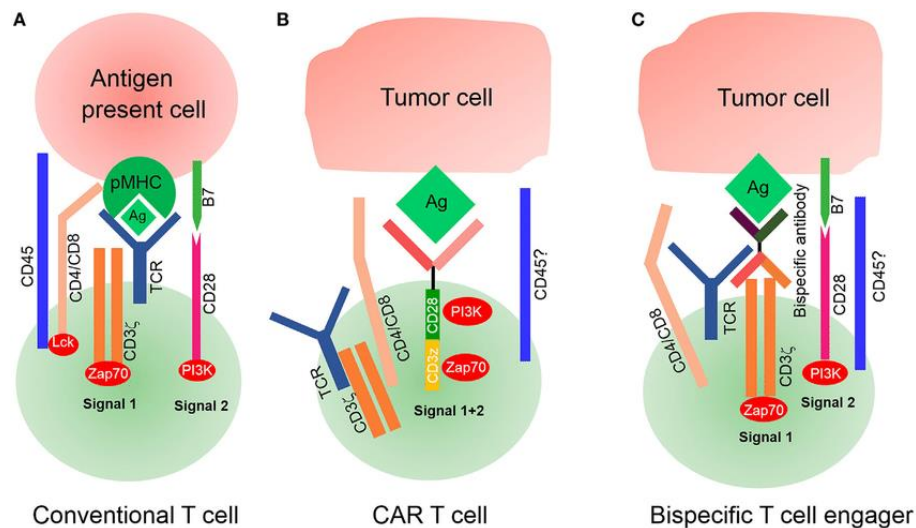 A
Antigen
present cell
pMHC
Ag
B7
CD45
CD4/CD8
TCR
CD28
CD3ζ
Lck
Zap70
PI3K
Signal 1
Signal 2
Conventional T cell
B
Tumor cell
Ag
CD45?
CD4/CD8
CD28
PI3K
CD3z
Zap70
TCR
CD3ζ
Signal 1+2
CAR T cell
C
Tumor cell
Ag
Bispecific antibody
B7
CD4/CD8
TCR
CD28
CD45?
CD3ζ
PI3K
Zap70
Signal 2
Signal 1
Bispecific T cell engager